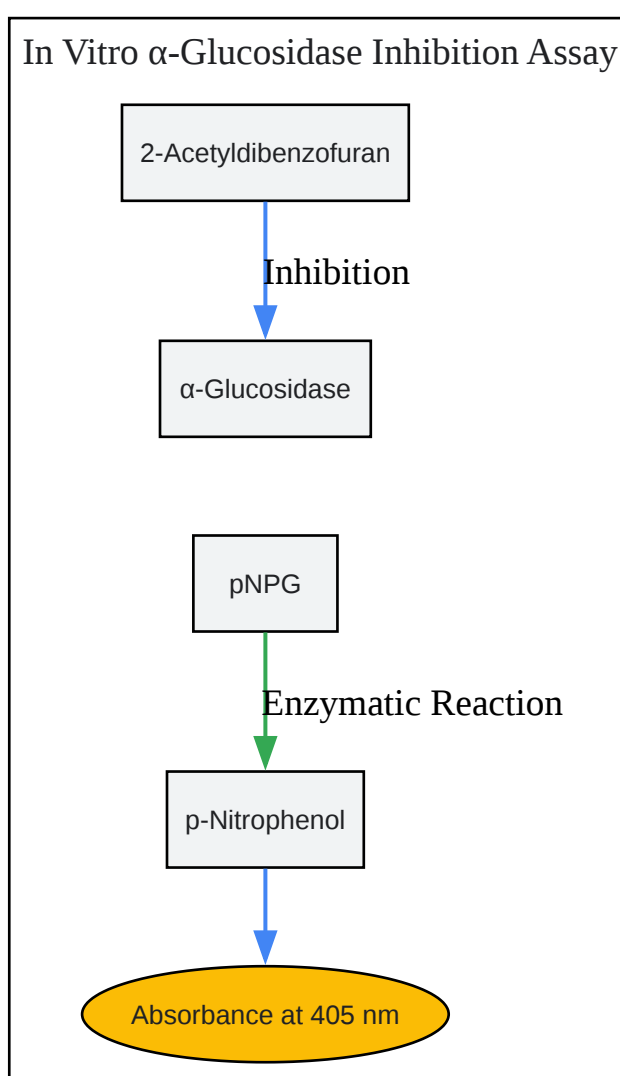 In Vitro α-Glucosidase Inhibition Assay
2-Acetyldibenzofuran
Inhibition
α-Glucosidase
pNPG
Enzymatic Reaction
p-Nitrophenol
Absorbance at 405 nm